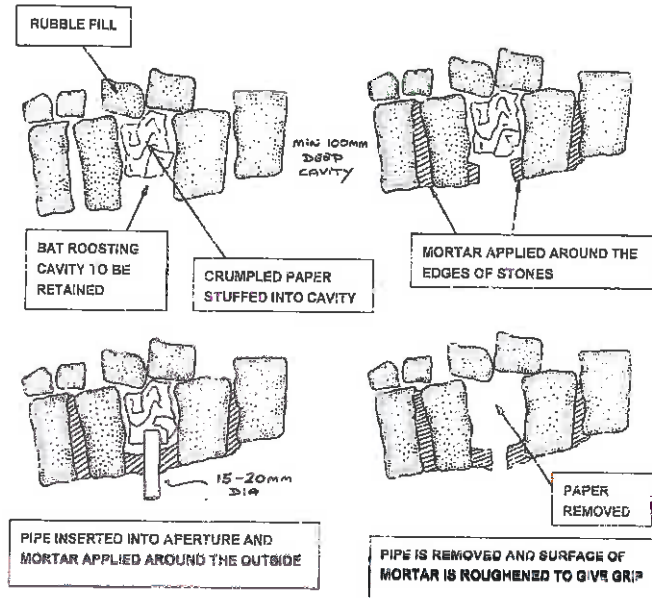 RUBBLE FILL
MIN 100MM
DEEP
CAVITY
BAT ROOSTING
CAVITY TO BE
RETAINED
CRUMPLED PAPER
STUFFED INTO CAVITY
MORTAR APPLIED AROUND THE
EDGES OF STONES
15-20MM
DIA
PAPER
REMOVED
PIPE INSERTED INTO APERTURE AND
MORTAR APPLIED AROUND THE OUTSIDE
PIPE IS REMOVED AND SURFACE OF
MORTAR IS ROUGHENED TO GIVE GRIP